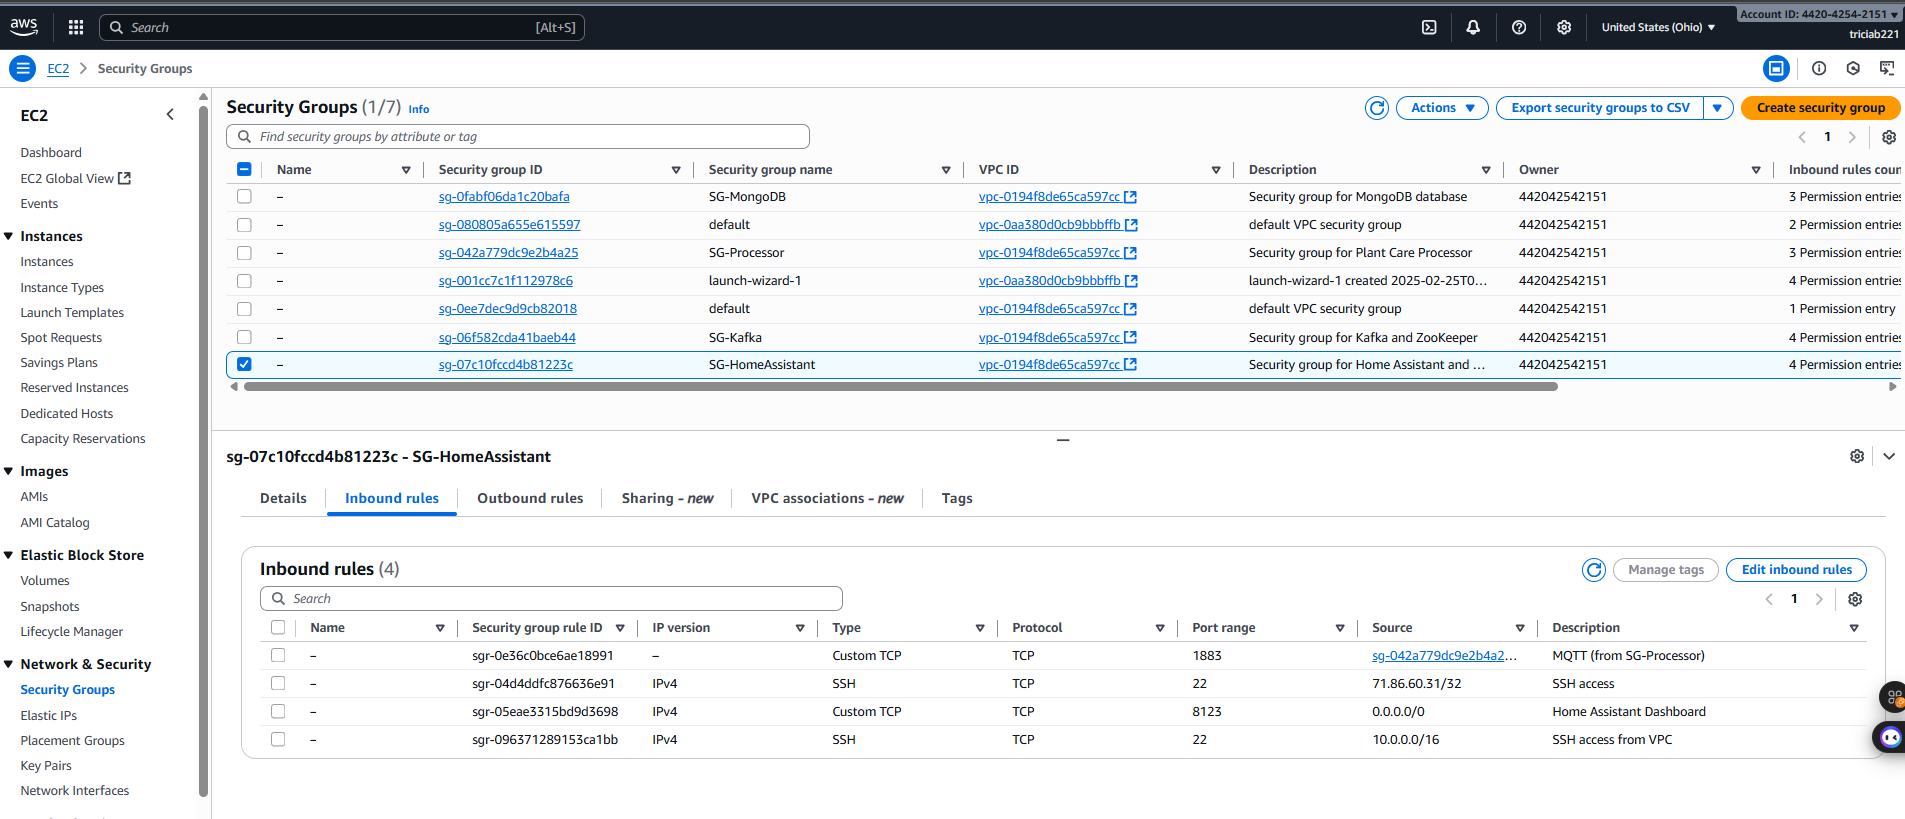 aws
Search [Alt+S]
United States (Ohio)
Account ID: 4420-4254-2151
triciab221
EC2 Security Groups
EC2
Dashboard
EC2 Global View
Events
Instances
Instances
Instance Types
Launch Templates
Spot Requests
Savings Plans
Reserved Instances
Dedicated Hosts
Capacity Reservations
Images
AMIs
AMI Catalog
Elastic Block Store
Volumes
Snapshots
Lifecycle Manager
Network & Security
Security Groups
Elastic IPs
Placement Groups
Key Pairs
Network Interfaces
Security Groups (1/7) Info
Actions
Export security groups to CSV
Create security group
Find security groups by attribute or tag
1
Name Security group ID Security group name VPC ID Description Owner Inbound rules coun
– sg-0fabf06da1c20bafa SG-MongoDB vpc-0194f8de65ca597cc Security group for MongoDB database 442042542151 3 Permission entries
– sg-080805a655e615597 default vpc-0aa380d0cb9bbbffb default VPC security group 442042542151 2 Permission entries
– sg-042a779dc9e2b4a25 SG-Processor vpc-0194f8de65ca597cc Security group for Plant Care Processor 442042542151 3 Permission entries
– sg-001cc7c1f112978c6 launch-wizard-1 vpc-0aa380d0cb9bbbffb launch-wizard-1 created 2025-02-25T0... 442042542151 4 Permission entries
– sg-0ee7dec9d9cb82018 default vpc-0194f8de65ca597cc default VPC security group 442042542151 1 Permission entry
– sg-06f582cda41baeb44 SG-Kafka vpc-0194f8de65ca597cc Security group for Kafka and ZooKeeper 442042542151 4 Permission entries
– sg-07c10fccd4b81223c SG-HomeAssistant vpc-0194f8de65ca597cc Security group for Home Assistant and ... 442042542151 4 Permission entries
sg-07c10fccd4b81223c - SG-HomeAssistant
Details Inbound rules Outbound rules Sharing - new VPC associations - new Tags
Inbound rules (4)
Manage tags
Edit inbound rules
Search
1
Name Security group rule ID IP version Type Protocol Port range Source Description
– sgr-0e36c0bce6ae18991 – Custom TCP TCP 1883 sg-042a779dc9e2b4a2... MQTT (from SG-Processor)
– sgr-04d4ddfc876636e91 IPv4 SSH TCP 22 71.86.60.31/32 SSH access
– sgr-05eae3315bd9d3698 IPv4 Custom TCP TCP 8123 0.0.0.0/0 Home Assistant Dashboard
– sgr-096371289153ca1bb IPv4 SSH TCP 22 10.0.0.0/16 SSH access from VPC